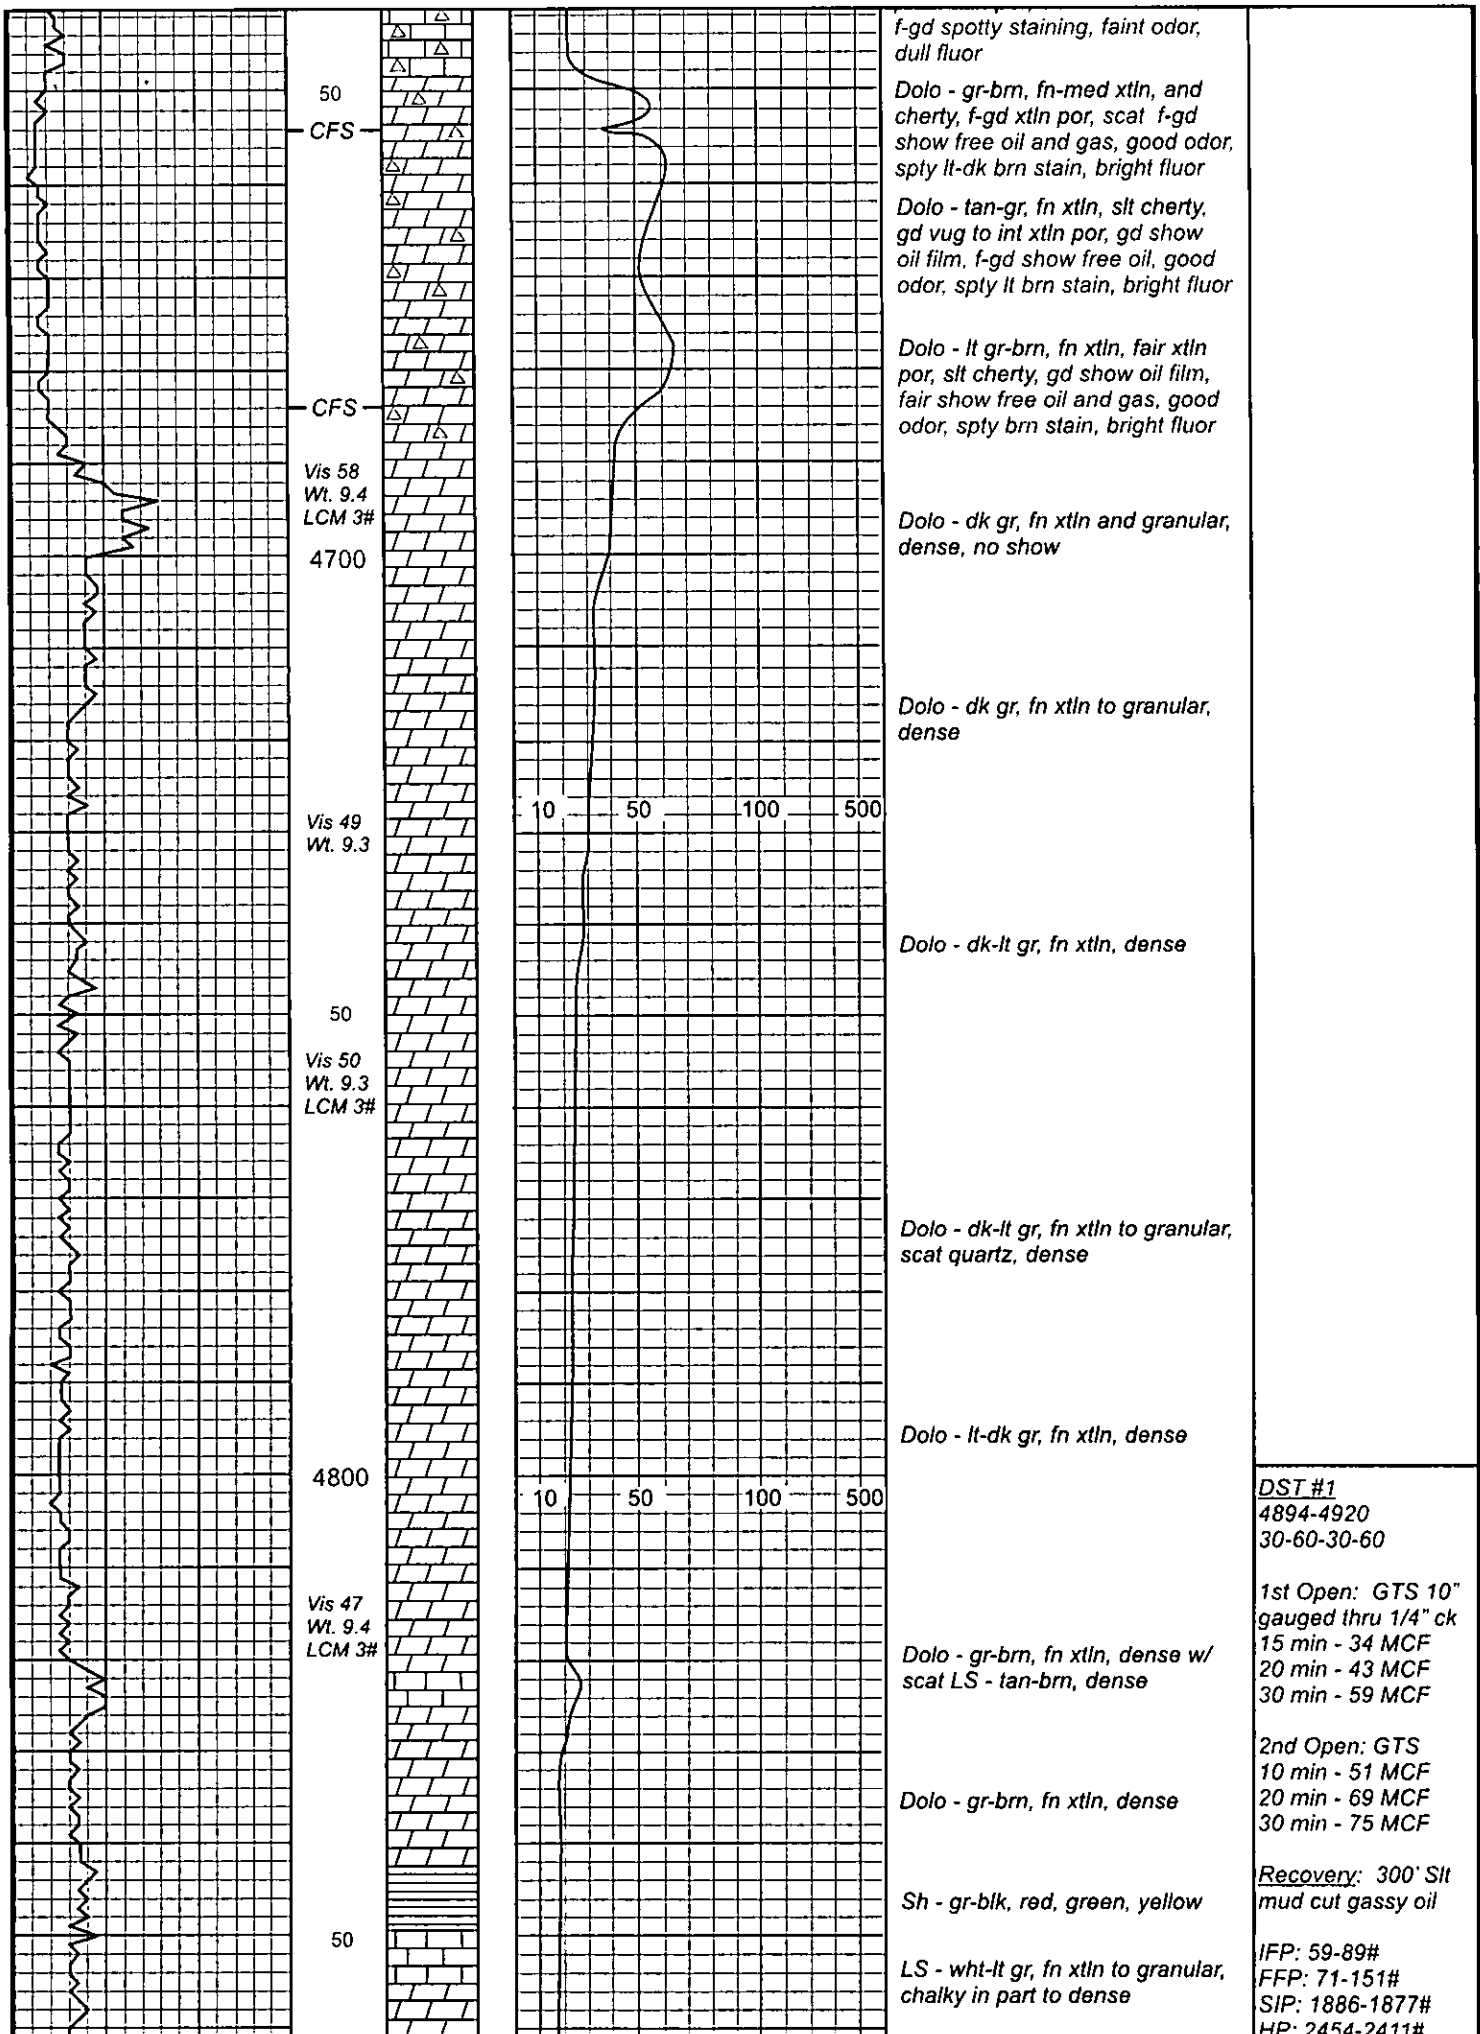 f-gd spotty staining, faint odor,
dull fluor
50
CFS
Dolo - gr-brn, fn-med xtln, and
cherty, f-gd xtln por, scat f-gd
show free oil and gas, good odor,
spty lt-dk brn stain, bright fluor
Dolo - tan-gr, fn xtln, slt cherty,
gd vug to int xtln por, gd show
oil film, f-gd show free oil, good
odor, spty lt brn stain, bright fluor
Dolo - lt gr-brn, fn xtln, fair xtln
por, slt cherty, gd show oil film,
fair show free oil and gas, good
odor, spty brn stain, bright fluor
CFS
Vis 58
Wt. 9.4
LCM 3#
4700
Dolo - dk gr, fn xtln and granular,
dense, no show
Dolo - dk gr, fn xtln to granular,
dense
10 50 100 500
Vis 49
Wt. 9.3
Dolo - dk-lt gr, fn xtln, dense
50
Vis 50
Wt. 9.3
LCM 3#
Dolo - dk-lt gr, fn xtln to granular,
scat quartz, dense
Dolo - lt-dk gr, fn xtln, dense
4800
10 50 100 500
Vis 47
Wt. 9.4
LCM 3#
Dolo - gr-brn, fn xtln, dense w/
scat LS - tan-brn, dense
Dolo - gr-brn, fn xtln, dense
Sh - gr-blk, red, green, yellow
50
LS - wht-lt gr, fn xtln to granular,
chalky in part to dense
DST #1
4894-4920
30-60-30-60
1st Open: GTS 10"
gauged thru 1/4" ck
15 min - 34 MCF
20 min - 43 MCF
30 min - 59 MCF
2nd Open: GTS
10 min - 51 MCF
20 min - 69 MCF
30 min - 75 MCF
Recovery: 300' Slt
mud cut gassy oil
IFP: 59-89#
FFP: 71-151#
SIP: 1886-1877#
HP: 2454-2411#